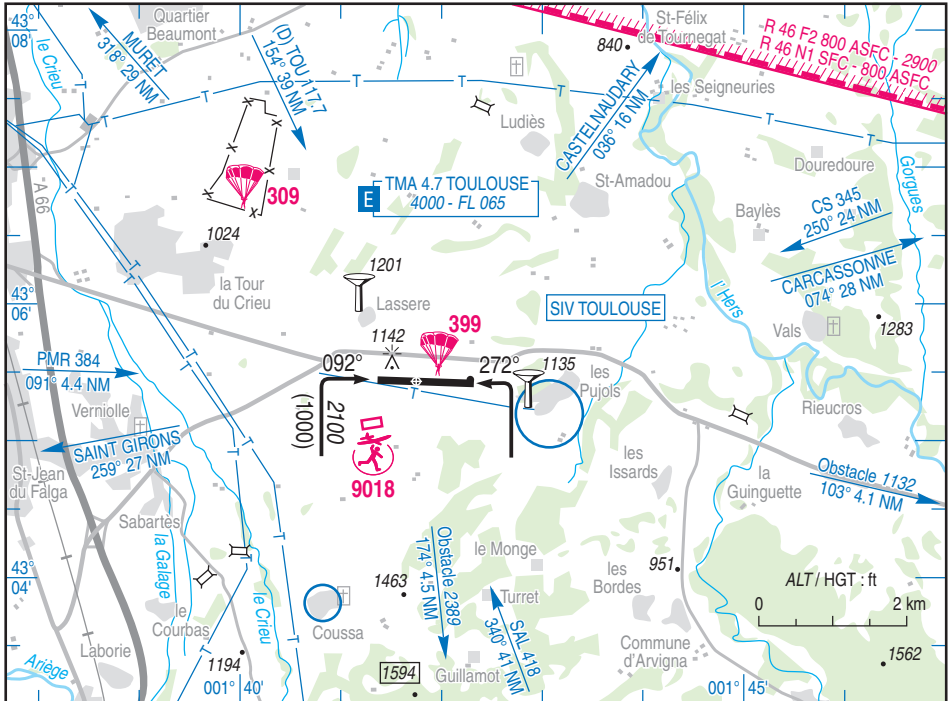 43°
08'
Quartier
Beaumont
le Crieu
MURET
318° 29 NM
(D) TOU 117.7
154° 39 NM
St-Félix
de Tournegat
840
R 46 F2 800 ASFC - 2900
R 46 N1 SFC - 800 ASFC
les Seigneuries
Ludiès
CASTELNAUDARY
036° 16 NM
Douredoure
Gorgues
A 66
309
E
TMA 4.7 TOULOUSE
4000 - FL 065
St-Amadou
Baylès
CS 345
250° 24 NM
CARCASSONNE
074° 28 NM
1024
la Tour
du Crieu
1201
Lassere
43°
06'
SIV TOULOUSE
l'Hers
Vals
1283
1142
399
092°
272°
1135
les
Pujols
PMR 384
091° 4.4 NM
Verniolle
2100
(1000)
Rieucros
SAINT GIRONS
259° 27 NM
St-Jean
du Falga
9018
les
Issards
la
Guinguette
Obstacle 1132
103° 4.1 NM
Sabartès
la Galage
Obstacle 2389
174° 4.5 NM
le Monge
43°
04'
1463
Turret
les
Bordes
951
ALT / HGT : ft
0
2 km
le
Courbas
le Crieu
Coussa
SAL 418
340° 41 NM
Commune
d'Arvigna
Laborie
1194
Ariège
1594
Guillamot
1562
001°
40'
001°
45'
T
T
T
T
T
T
T
T
T